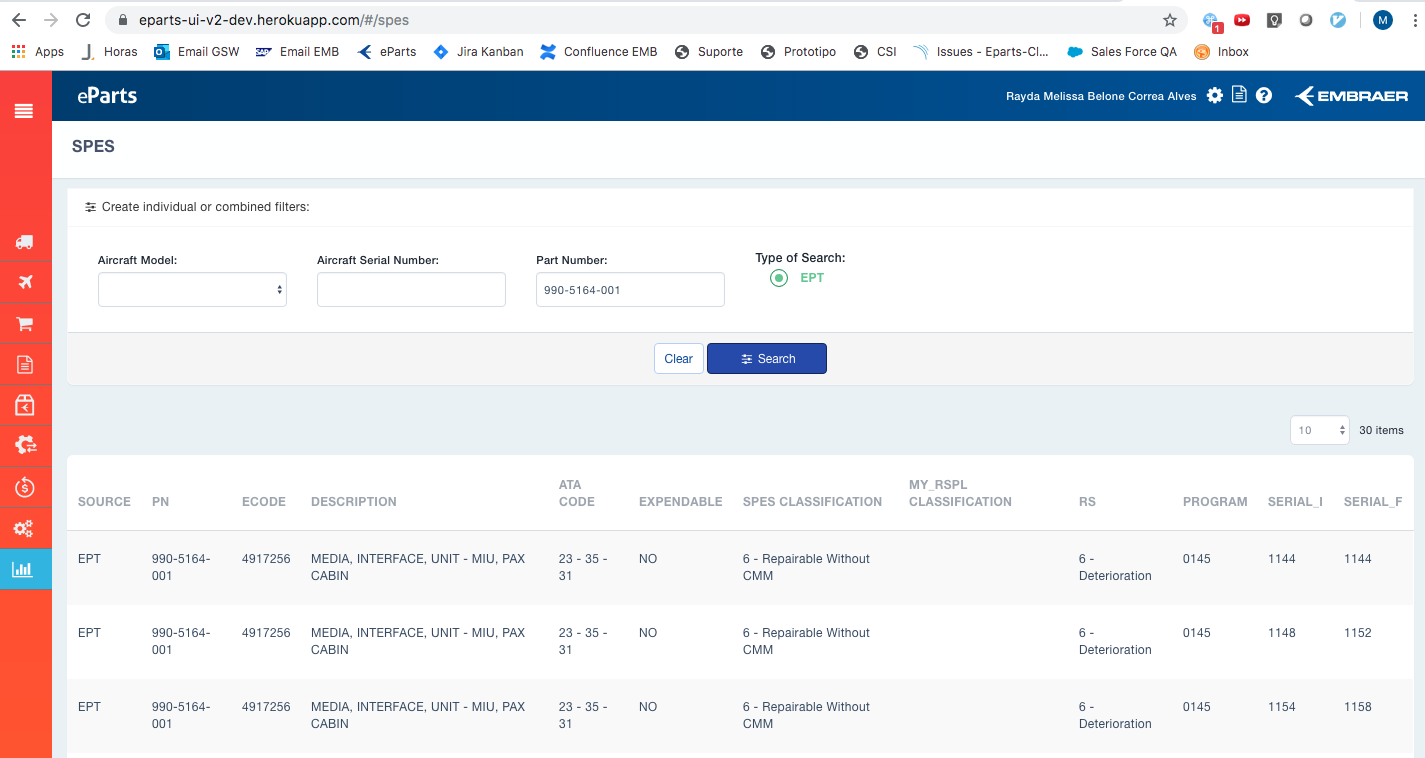 eparts-ui-v2-dev.herokuapp.com/#/spes
1
M
Apps Horas Email GSW Email EMB eParts Jira Kanban Confluence EMB Suporte Prototipo CSI Issues - Eparts-Cl... Sales Force QA Inbox
eParts
Rayda Melissa Belone Correa Alves
EMBRAER
SPES
Create individual or combined filters:
Aircraft Model: Aircraft Serial Number: Part Number: Type of Search:
990-5164-001
EPT
Clear Search
10 30 items
SOURCE PN ECODE DESCRIPTION ATA CODE EXPENDABLE SPES CLASSIFICATION MY_RSPL CLASSIFICATION RS PROGRAM SERIAL_I SERIAL_F
EPT 990-5164- 4917256 MEDIA, INTERFACE, UNIT - MIU, PAX 23 - 35 - NO 6 - Repairable Without 6 - 0145 1144 1144
001 CABIN 31 CMM Deterioration
EPT 990-5164- 4917256 MEDIA, INTERFACE, UNIT - MIU, PAX 23 - 35 - NO 6 - Repairable Without 6 - 0145 1148 1152
001 CABIN 31 CMM Deterioration
EPT 990-5164- 4917256 MEDIA, INTERFACE, UNIT - MIU, PAX 23 - 35 - NO 6 - Repairable Without 6 - 0145 1154 1158
001 CABIN 31 CMM Deterioration